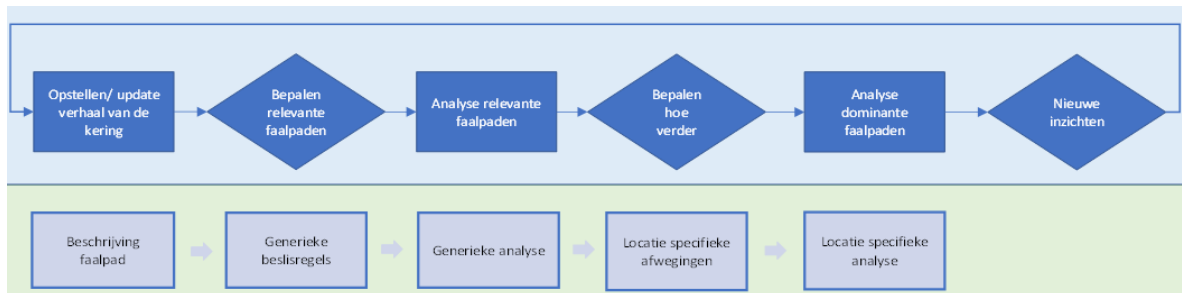 Opstellen/ update
verhaal van de
kering
Bepalen
relevante
faalpaden
Analyse relevante
faalpaden
Bepalen
hoe
verder
Analyse
dominante
faalpaden
Nieuwe
inzichten
Beschrijving
faalpad
Generieke
beslisregels
Generieke analyse
Locatie specifieke
afwegingen
Locatie specifieke
analyse